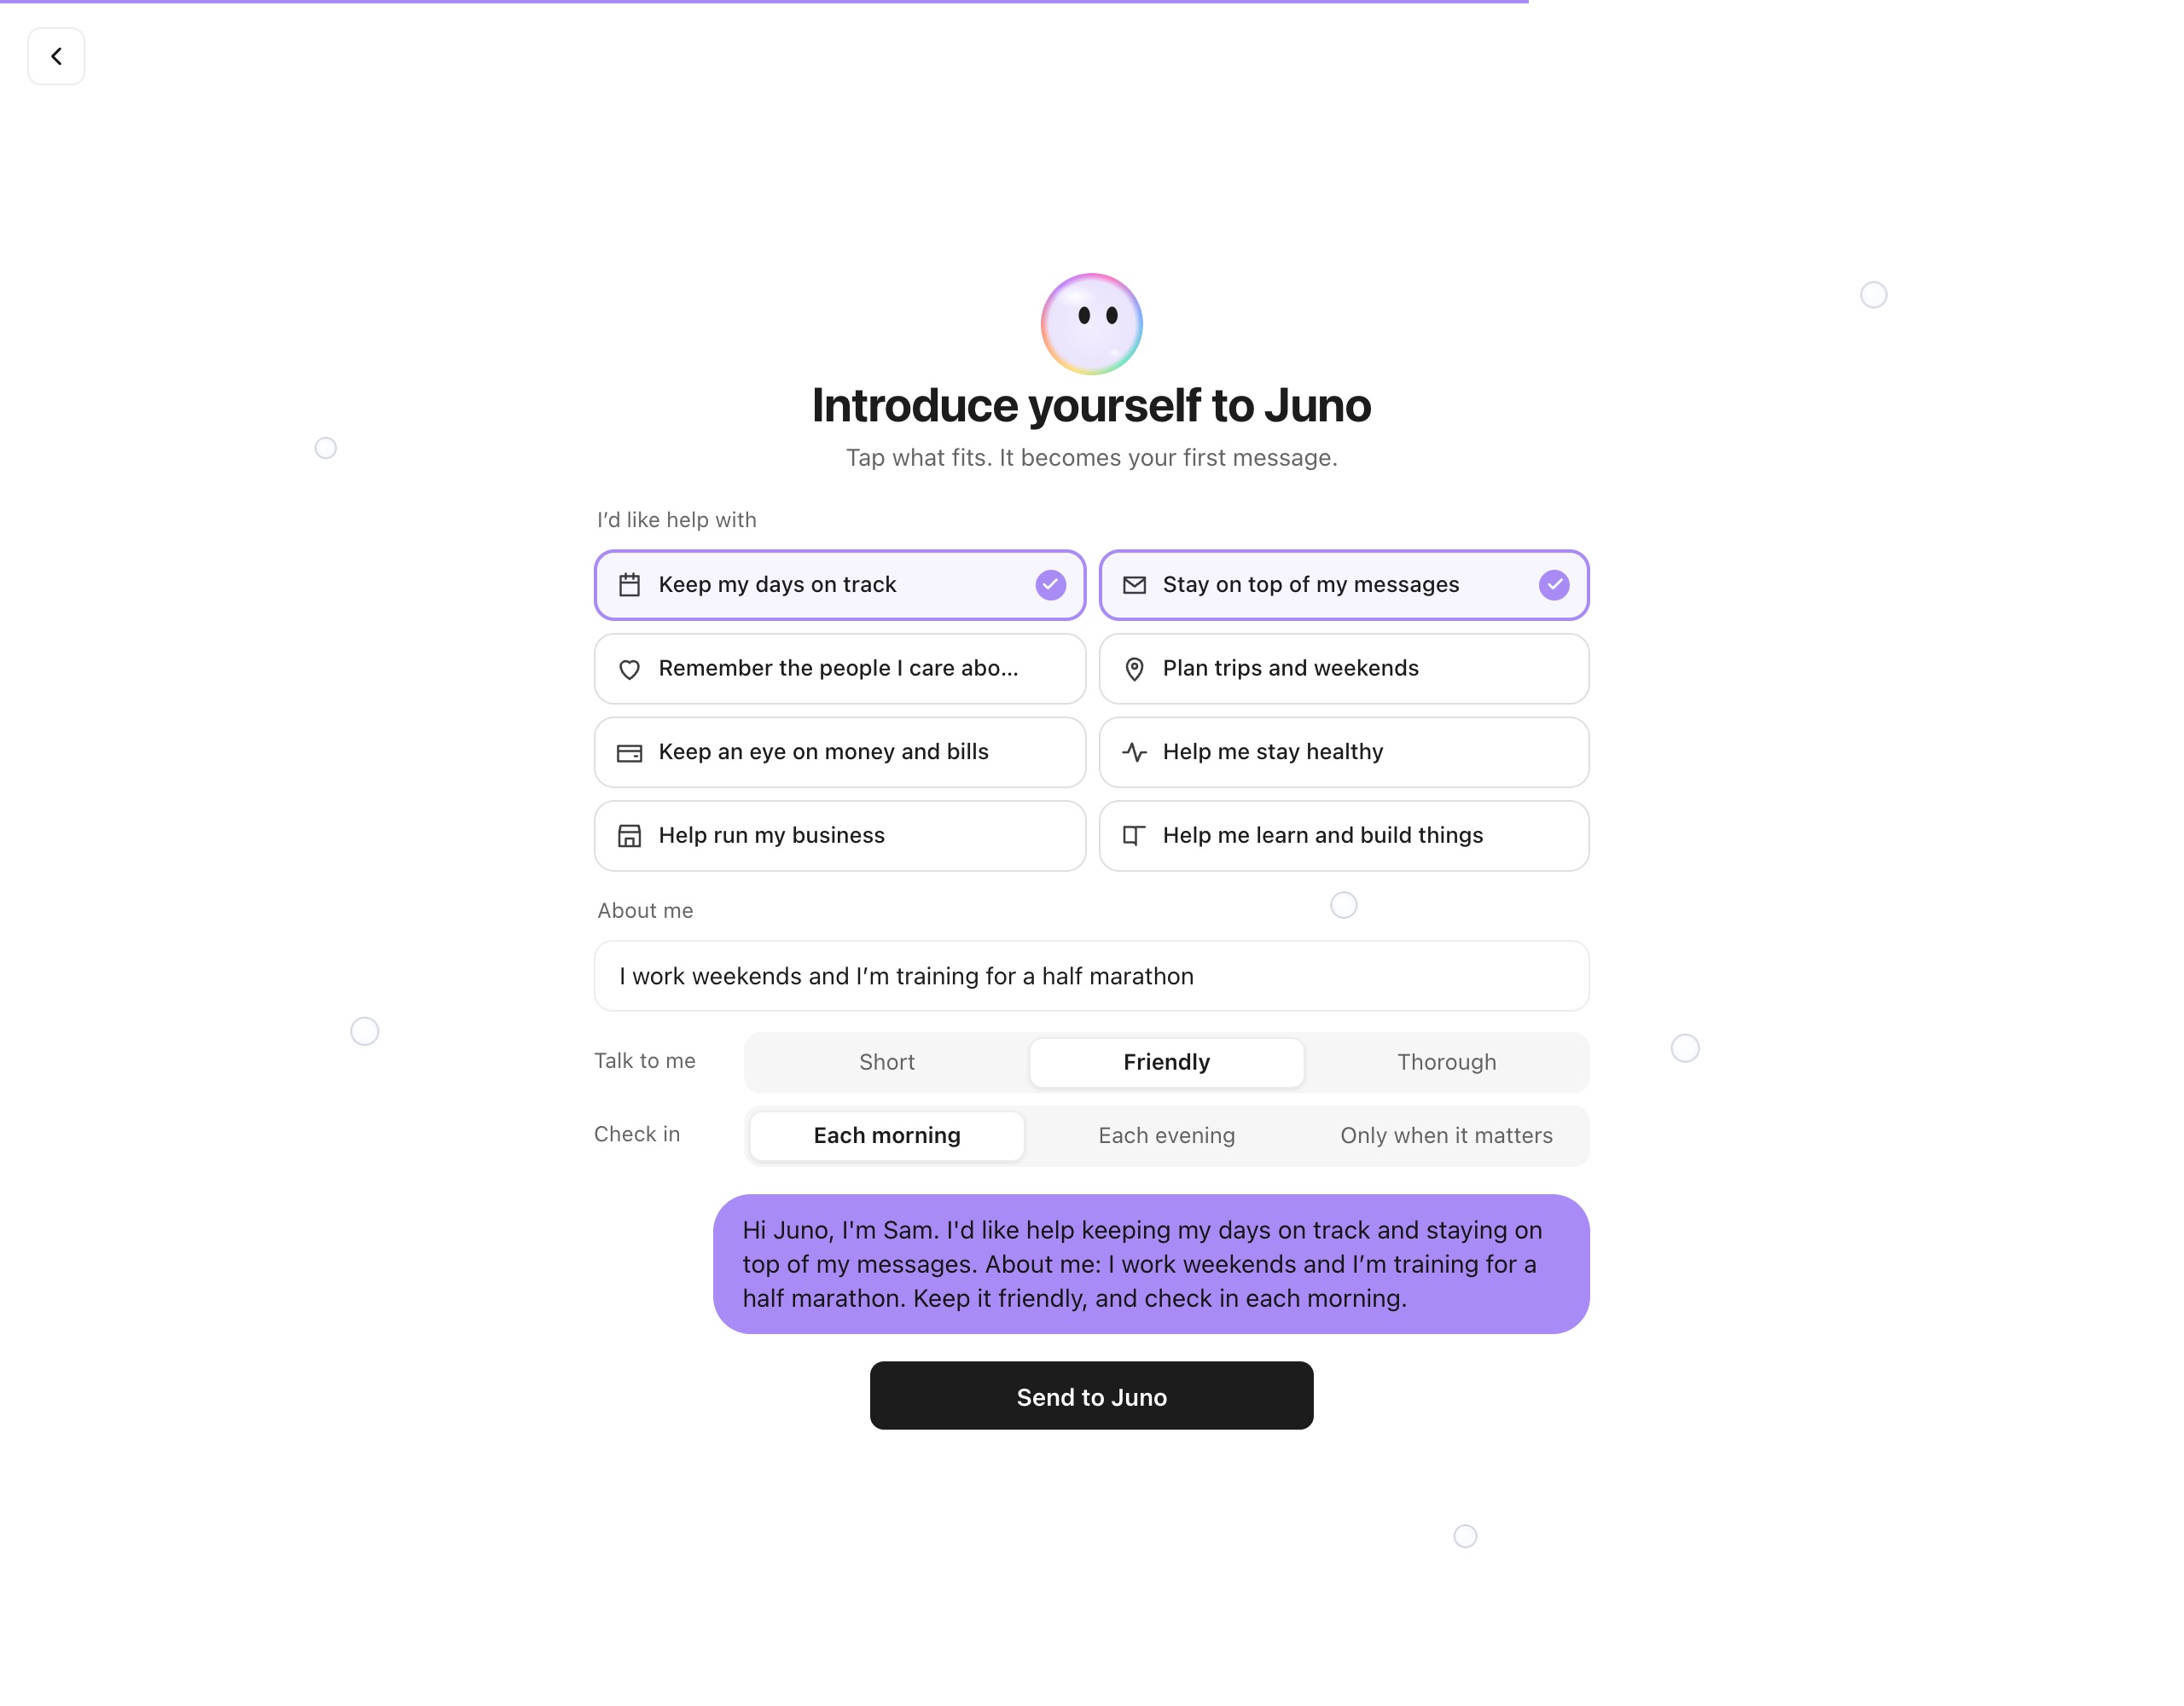 Introduce yourself to Juno
Tap what fits. It becomes your first message.
I’d like help with
Keep my days on track
Stay on top of my messages
Remember the people I care abo...
Plan trips and weekends
Keep an eye on money and bills
Help me stay healthy
Help run my business
Help me learn and build things
About me
I work weekends and I’m training for a half marathon
Talk to me
Short
Friendly
Thorough
Check in
Each morning
Each evening
Only when it matters
Hi Juno, I'm Sam. I'd like help keeping my days on track and staying on
top of my messages. About me: I work weekends and I’m training for a
half marathon. Keep it friendly, and check in each morning.
Send to Juno